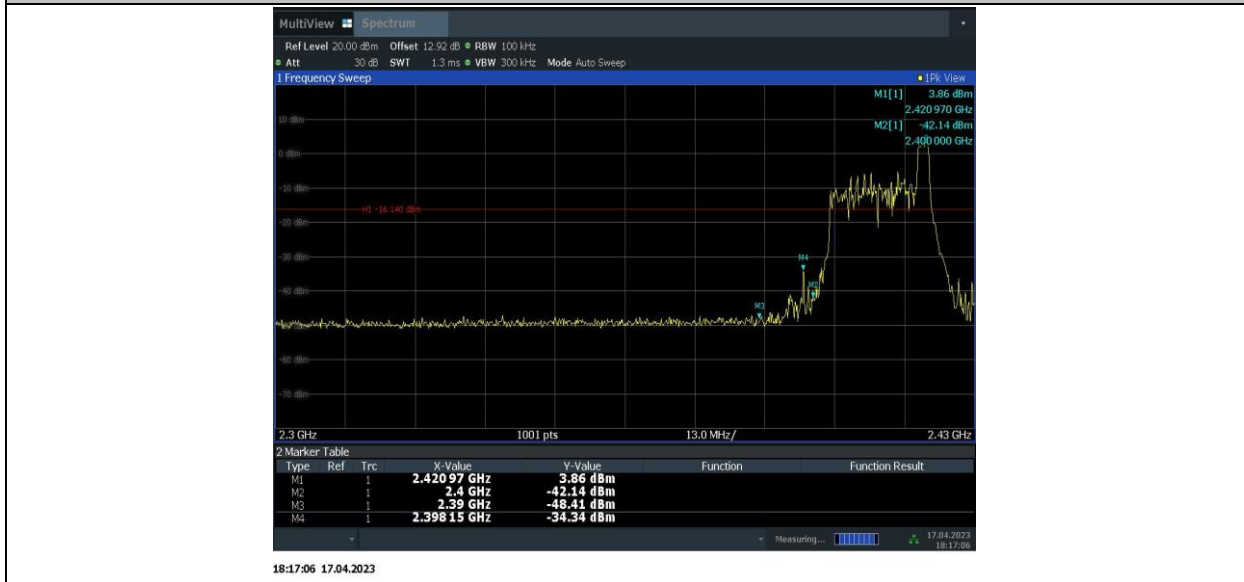 MultiView Spectrum
Ref Level 20.00 dBm Offset 12.92 dB RBW 100 kHz
Att 30 dB SWT 1.3 ms VBW 300 kHz Mode Auto Sweep
1 Frequency Sweep 1Pk View
M1[1] 3.86 dBm
2.420 970 GHz
10 dBm
M2[1] -42.14 dBm
2.400 000 GHz
0 dBm
-10 dBm
H1 -16.140 dBm
-20 dBm
-30 dBm
M4
-40 dBm
M2
M3
-60 dBm
-70 dBm
2.3 GHz 1001 pts 13.0 MHz/ 2.43 GHz
2 Marker Table
Type Ref Trc X-Value Y-Value Function Function Result
M1 1 2.420 97 GHz 3.86 dBm
M2 1 2.4 GHz -42.14 dBm
M3 1 2.39 GHz -48.41 dBm
M4 1 2.398 15 GHz -34.34 dBm
Measuring... 17.04.2023
18:17:06
18:17:06 17.04.2023